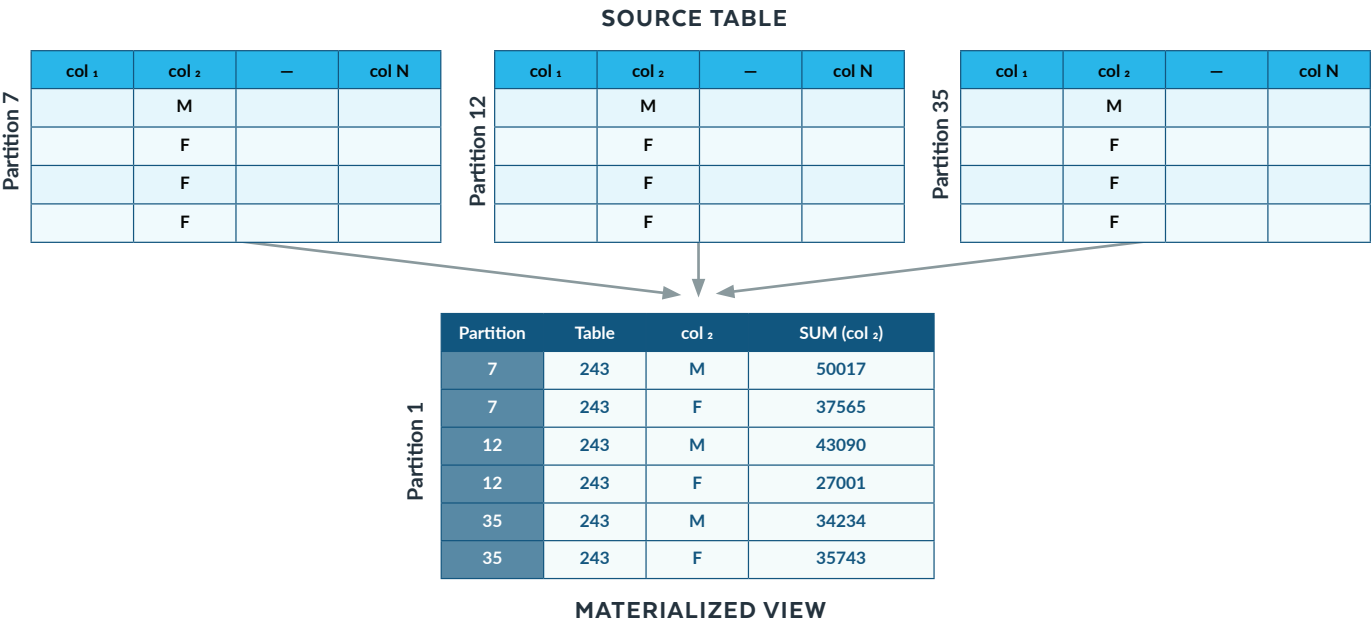 SOURCE TABLE
Partition 7
col ₁ col ₂ — col N
M
F
F
F
Partition 12
col ₁ col ₂ — col N
M
F
F
F
Partition 35
col ₁ col ₂ — col N
M
F
F
F
Partition 1
Partition Table col ₂ SUM (col ₂)
7 243 M 50017
7 243 F 37565
12 243 M 43090
12 243 F 27001
35 243 M 34234
35 243 F 35743
MATERIALIZED VIEW